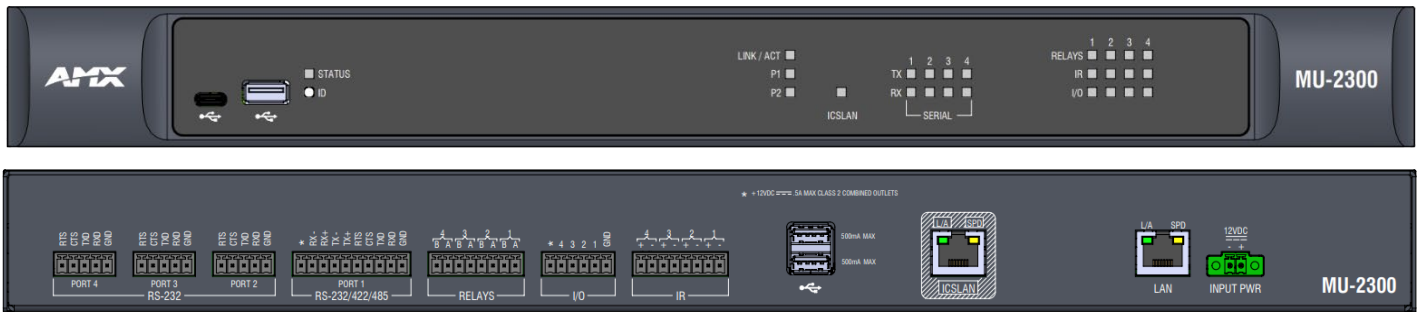 AMX
STATUS
ID
LINK / ACT
P1
P2
ICSLAN
1 2 3 4
TX
RX
SERIAL
1 2 3 4
RELAYS
IR
I/O
MU-2300
* +12VDC .5A MAX CLASS 2 COMBINED OUTLETS
RTS CTS TXD RXD GND
PORT 4
RTS CTS TXD RXD GND
PORT 3
RTS CTS TXD RXD GND
PORT 2
RS-232
* RX- RX+ TX- TX+ RTS CTS TXD RXD GND
PORT 1
RS-232/422/485
4 3 2 1
B A B A B A B A
RELAYS
* 4 3 2 1 GND
I/O
4 3 2 1
+ - + - + - + -
IR
500mA MAX
500mA MAX
L/A SPD
ICSLAN
L/A SPD
LAN
12VDC
- +
INPUT PWR
MU-2300